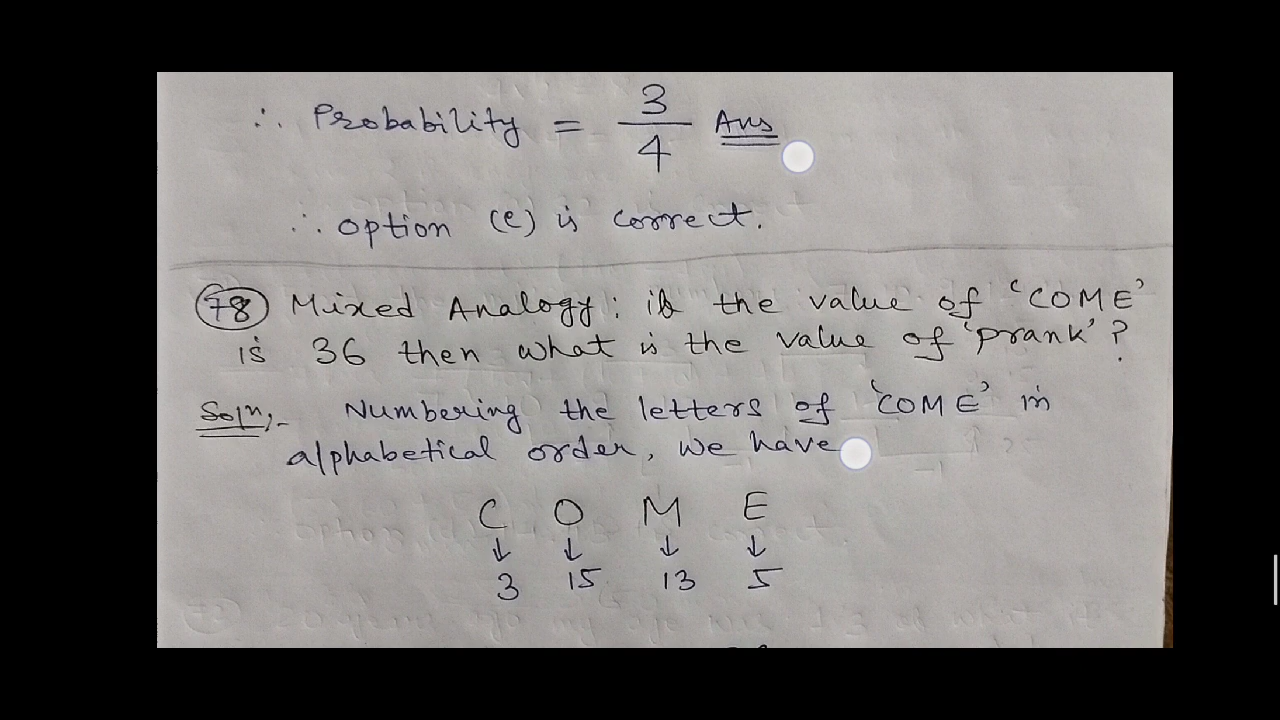 ∴ Probability = 3/4 Ans
∴ option (e) is correct.
78 Mixed Analogy: if the value of 'COME'
is 36 then what is the value of 'prank'?
Soln,- Numbering the letters of 'COME' in
alphabetical order, we have
C O M E
↓ ↓ ↓ ↓
3 15 13 5